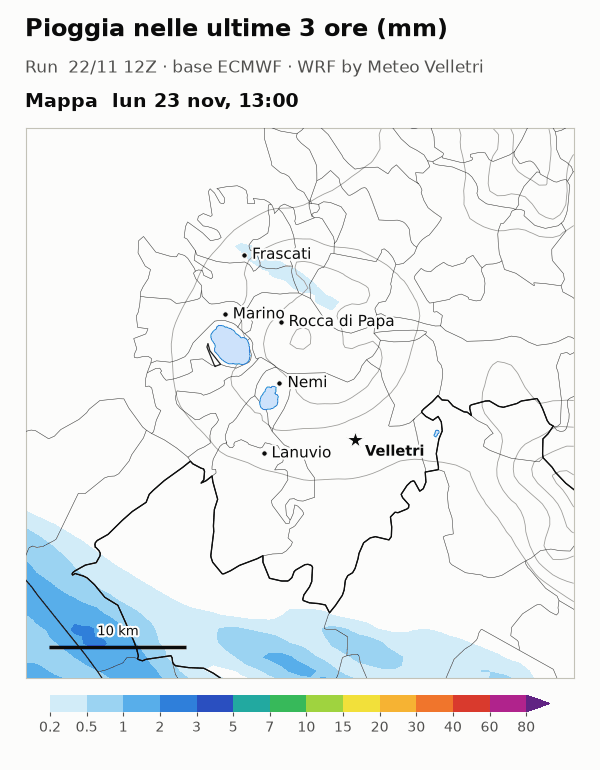 Pioggia nelle ultime 3 ore (mm)
Run  22/11 12Z · base ECMWF · WRF by Meteo Velletri
Mappa  lun 23 nov, 13:00
Frascati
Marino
Rocca di Papa
Nemi
Velletri
Lanuvio
10 km
0.2 0.5 1 2 3 5 7 10 15 20 30 40 60 80